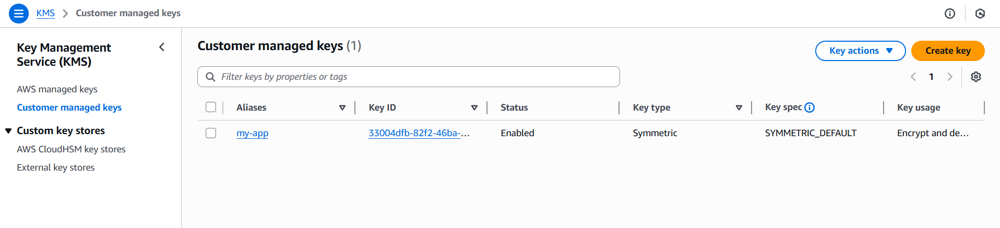 KMS > Customer managed keys
Key Management
Service (KMS)
AWS managed keys
Customer managed keys
Custom key stores
AWS CloudHSM key stores
External key stores
Customer managed keys (1)
Key actions
Create key
Filter keys by properties or tags
1
Aliases Key ID Status Key type Key spec Key usage
my-app 33004dfb-82f2-46ba-... Enabled Symmetric SYMMETRIC_DEFAULT Encrypt and de...